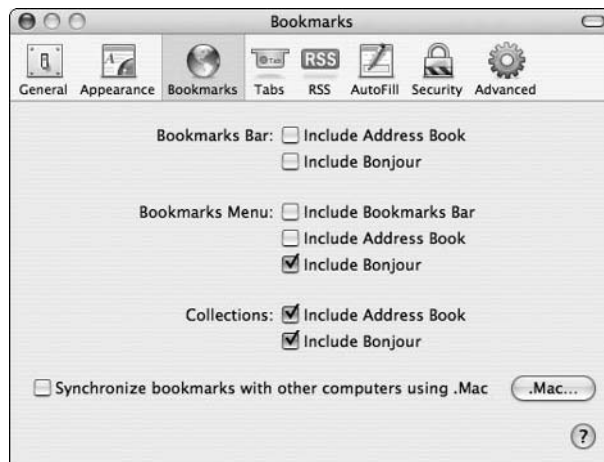 Bookmarks
General Appearance Bookmarks Tabs RSS AutoFill Security Advanced
Bookmarks Bar: Include Address Book
Include Bonjour
Bookmarks Menu: Include Bookmarks Bar
Include Address Book
Include Bonjour
Collections: Include Address Book
Include Bonjour
Synchronize bookmarks with other computers using .Mac .Mac...
?